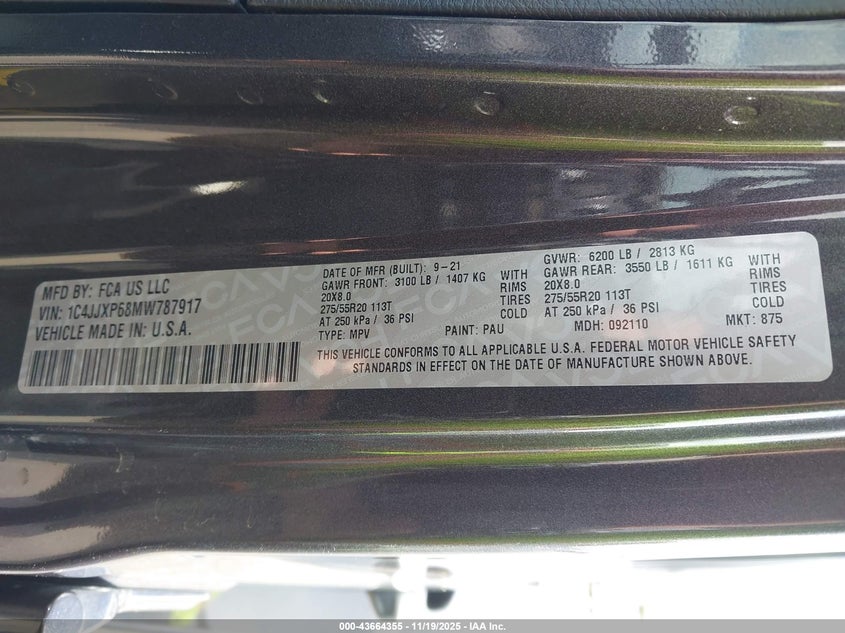 MFD BY: FCA US LLC
VIN: 1C4JJXP68MW787917
VEHICLE MADE IN: U.S.A.
DATE OF MFR (BUILT): 9-21
GAWR FRONT: 3100 LB / 1407 KG WITH
20X8.0 RIMS
275/55R20 113T TIRES
AT 250 kPa / 36 PSI COLD
TYPE: MPV PAINT: PAU
GVWR: 6200 LB / 2813 KG
GAWR REAR: 3550 LB / 1611 KG WITH
20X8.0 RIMS
275/55R20 113T TIRES
AT 250 kPa / 36 PSI COLD
MDH: 092110 MKT: 875
THIS VEHICLE CONFORMS TO ALL APPLICABLE U.S.A. FEDERAL MOTOR VEHICLE SAFETY
STANDARDS IN EFFECT ON THE DATE OF MANUFACTURE SHOWN ABOVE.
000-43664355 - 11/19/2025 - IAA Inc.